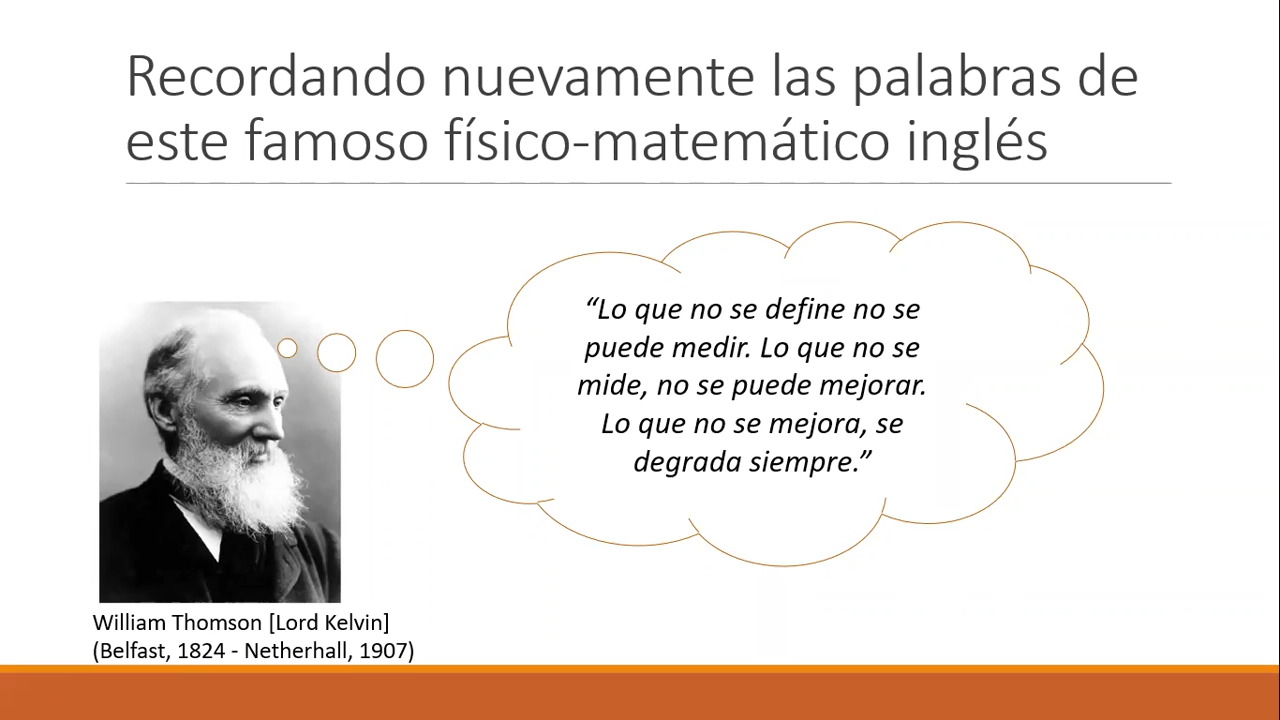 Recordando nuevamente las palabras de
este famoso físico-matemático inglés
“Lo que no se define no se
puede medir. Lo que no se
mide, no se puede mejorar.
Lo que no se mejora, se
degrada siempre.”
William Thomson [Lord Kelvin]
(Belfast, 1824 - Netherhall, 1907)